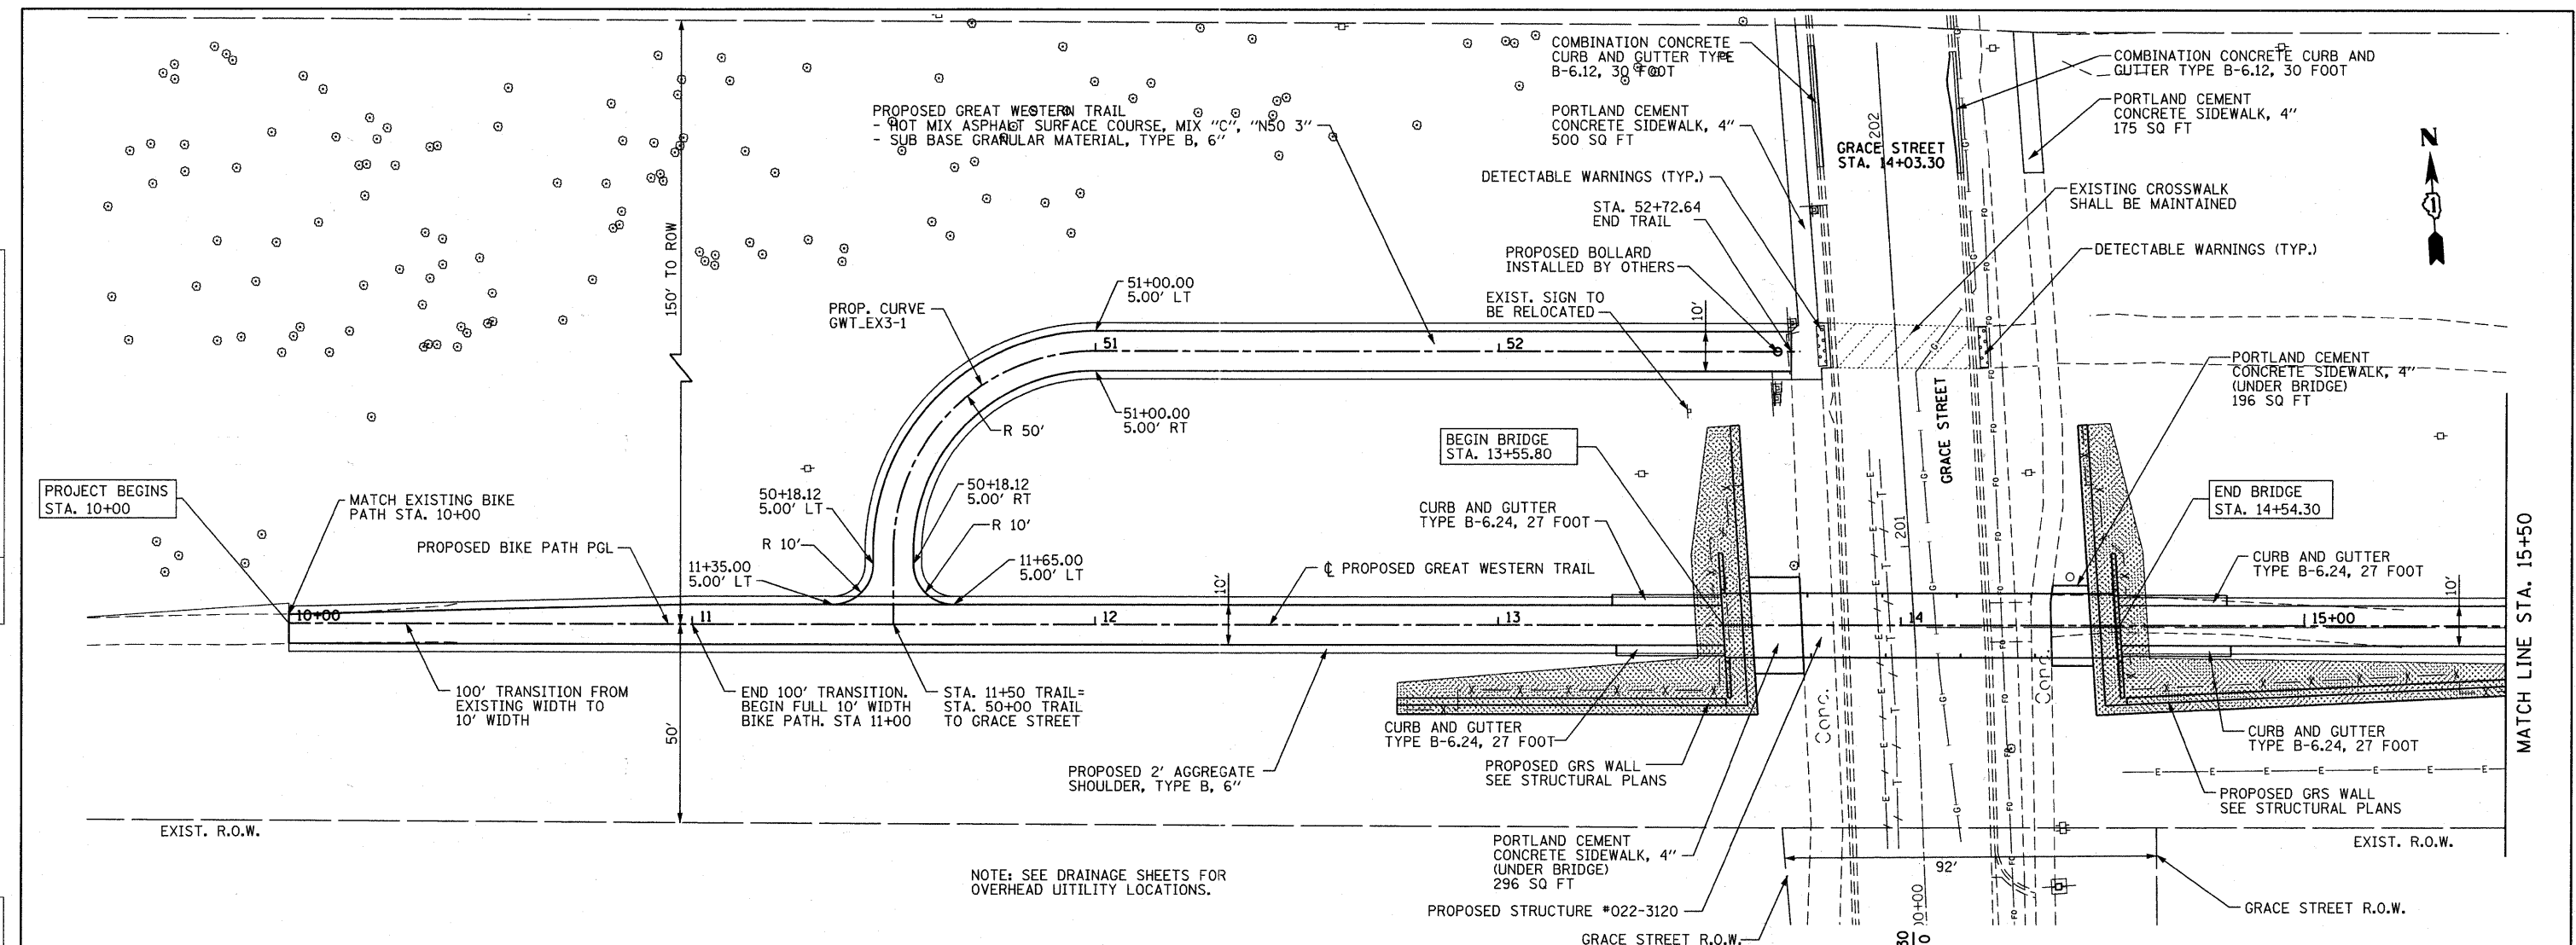 COMBINATION CONCRETE
CURB AND GUTTER TYPE
B-6.12, 30 FOOT
COMBINATION CONCRETE CURB AND
GUTTER TYPE B-6.12, 30 FOOT
PROPOSED GREAT WESTERN TRAIL
- HOT MIX ASPHALT SURFACE COURSE, MIX "C", "N50 3"
- SUB BASE GRANULAR MATERIAL, TYPE B, 6"
PORTLAND CEMENT
CONCRETE SIDEWALK, 4"
500 SQ FT
PORTLAND CEMENT
CONCRETE SIDEWALK, 4"
175 SQ FT
202
GRACE STREET
STA. 14+03.30
N
DETECTABLE WARNINGS (TYP.)
EXISTING CROSSWALK
SHALL BE MAINTAINED
STA. 52+72.64
END TRAIL
150' TO ROW
PROPOSED BOLLARD
INSTALLED BY OTHERS
DETECTABLE WARNINGS (TYP.)
51+00.00
5.00' LT
PROP. CURVE
GWT_EX3-1
EXIST. SIGN TO
BE RELOCATED
10'
51
52
PORTLAND CEMENT
CONCRETE SIDEWALK, 4"
(UNDER BRIDGE)
196 SQ FT
51+00.00
5.00' RT
R 50'
GRACE STREET
BEGIN BRIDGE
STA. 13+55.80
PROJECT BEGINS
STA. 10+00
MATCH EXISTING BIKE
PATH STA. 10+00
50+18.12
5.00' LT
50+18.12
5.00' RT
END BRIDGE
STA. 14+54.30
CURB AND GUTTER
TYPE B-6.24, 27 FOOT
R 10'
R 10'
201
PROPOSED BIKE PATH PGL
11+35.00
5.00' LT
11+65.00
5.00' LT
℄ PROPOSED GREAT WESTERN TRAIL
CURB AND GUTTER
TYPE B-6.24, 27 FOOT
MATCH LINE STA. 15+50
10'
10'
10+00
11
12
13
14
15+00
100' TRANSITION FROM
EXISTING WIDTH TO
10' WIDTH
END 100' TRANSITION.
BEGIN FULL 10' WIDTH
BIKE PATH. STA 11+00
STA. 11+50 TRAIL=
STA. 50+00 TRAIL
TO GRACE STREET
Conc.
Conc.
50'
CURB AND GUTTER
TYPE B-6.24, 27 FOOT
CURB AND GUTTER
TYPE B-6.24, 27 FOOT
PROPOSED 2' AGGREGATE
SHOULDER, TYPE B, 6"
PROPOSED GRS WALL
SEE STRUCTURAL PLANS
PROPOSED GRS WALL
SEE STRUCTURAL PLANS
EXIST. R.O.W.
EXIST. R.O.W.
PORTLAND CEMENT
CONCRETE SIDEWALK, 4"
(UNDER BRIDGE)
296 SQ FT
92'
NOTE: SEE DRAINAGE SHEETS FOR
OVERHEAD UITILITY LOCATIONS.
PROPOSED STRUCTURE #022-3120
GRACE STREET R.O.W.
GRACE STREET R.O.W.